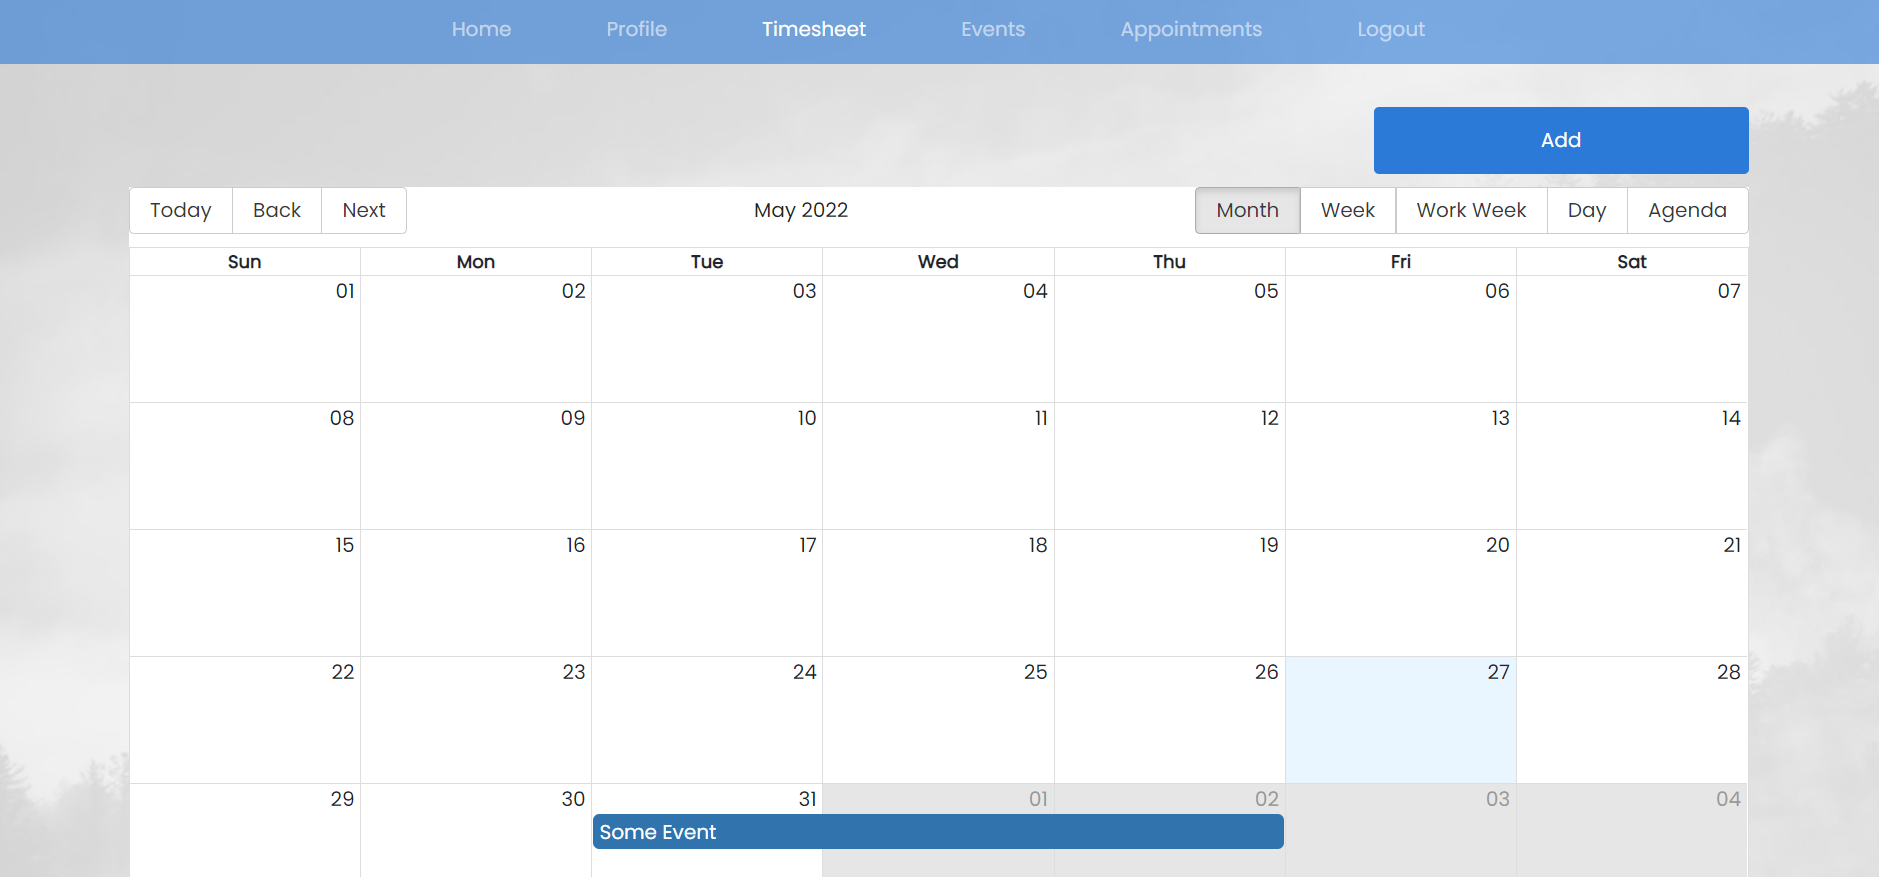 Home Profile Timesheet Events Appointments Logout
Add
Today Back Next May 2022 Month Week Work Week Day Agenda
Sun Mon Tue Wed Thu Fri Sat
01 02 03 04 05 06 07
08 09 10 11 12 13 14
15 16 17 18 19 20 21
22 23 24 25 26 27 28
29 30 31 01 02 03 04
Some Event